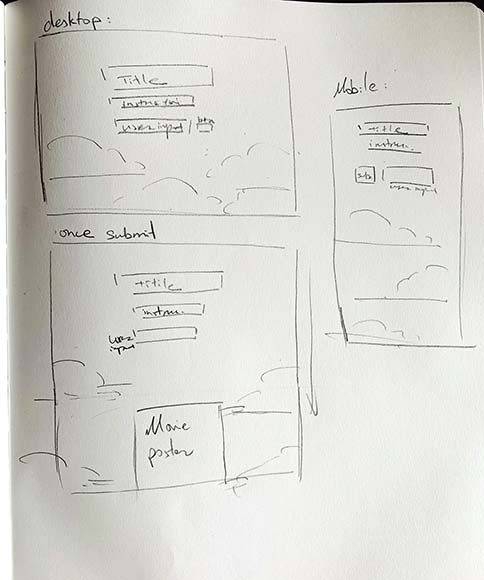 desktop:
Title
instruction
user input
btn
Mobile:
title
instruc.
user input
once submit
title
instruc.
user
input
Movie
poster